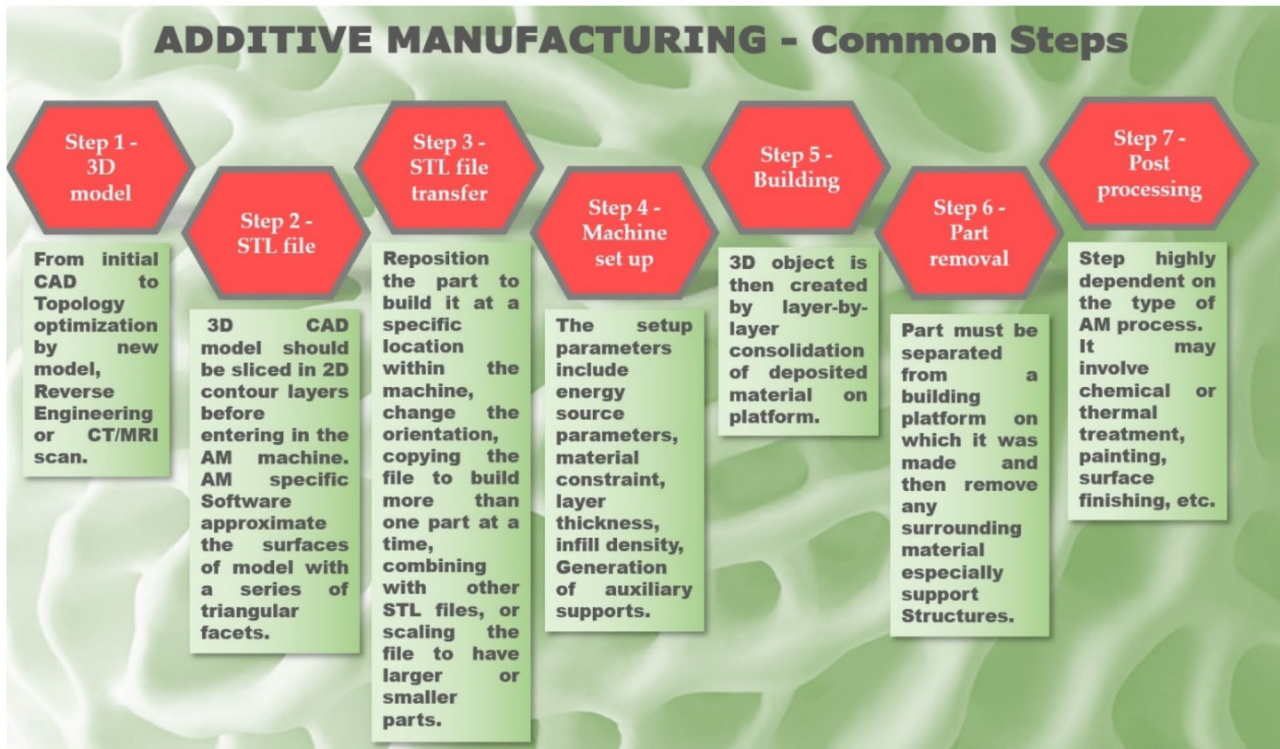 ADDITIVE MANUFACTURING - Common Steps
Step 1 -
3D
model
From initial
CAD to
Topology
optimization
by new
model,
Reverse
Engineering
or CT/MRI
scan.
Step 2 -
STL file
3D CAD
model should
be sliced in 2D
contour layers
before
entering in the
AM machine.
AM specific
Software
approximate
the surfaces
of model with
a series of
triangular
facets.
Step 3 -
STL file
transfer
Reposition
the part to
build it at a
specific
location
within the
machine,
change the
orientation,
copying the
file to build
more than
one part at a
time,
combining
with other
STL files, or
scaling the
file to have
larger or
smaller
parts.
Step 4 -
Machine
set up
The setup
parameters
include
energy
source
parameters,
material
constraint,
layer
thickness,
infill density,
Generation
of auxiliary
supports.
Step 5 -
Building
3D object is
then created
by layer-by-
layer
consolidation
of deposited
material on
platform.
Step 6 -
Part
removal
Part must be
separated
from a
building
platform on
which it was
made and
then remove
any
surrounding
material
especially
support
Structures.
Step 7 -
Post
processing
Step highly
dependent on
the type of
AM process.
It may
involve
chemical or
thermal
treatment,
painting,
surface
finishing, etc.